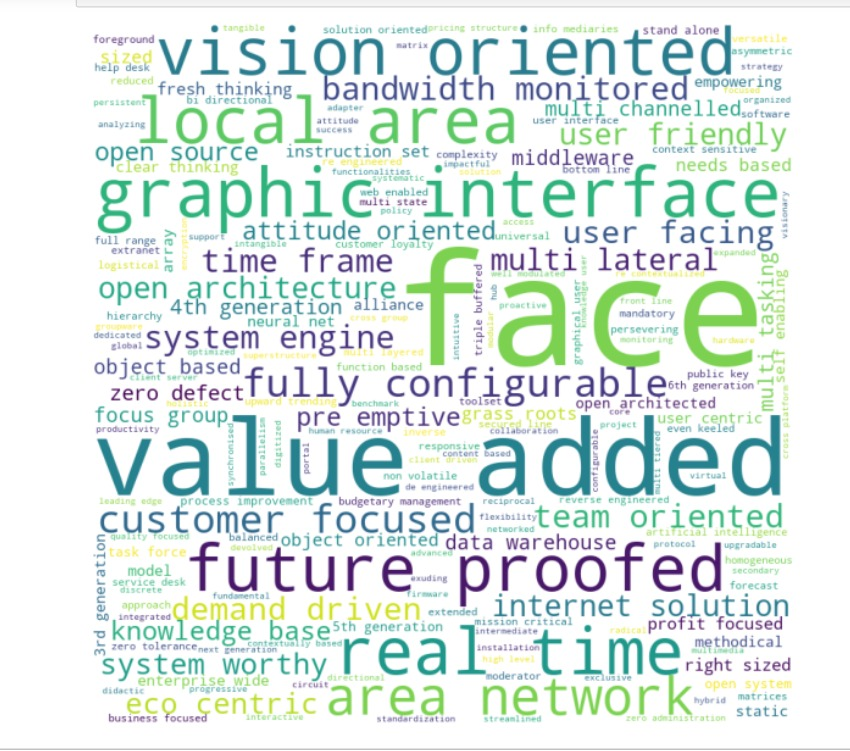 tangible
solution oriented
pricing structure
info mediaries
stand alone
foreground
vision oriented
versatile
matrix
sized
asymmetric
help desk
strategy
reduced
fresh thinking
bandwidth monitored
empowering
focused
persistent
bi directional
adapter
multi channelled
organized
local area
attitude
user interface
software
analyzing
success
user friendly
open source
instruction set
complexity
middleware
context sensitive
clear thinking
re engineered
impactful
bottom line
needs based
functionalities
solution
systematic
graphic interface
web enabled
multi state
policy
visionary
attitude oriented
access
user facing
full range
array
encryption
support
intangible
customer loyalty
universal
extranet
expanded
logistical
time frame
multi lateral
well modulated
re contextualized
open architecture
face
triple buffered
hub
modular
proactive
graphical user
knowledge user
front line
multi tasking
self enabling
4th generation
alliance
mandatory
hierarchy
neural net
cross group
intuitive
persevering
groupware
dedicated
system engine
monitoring
hardware
global
optimized
superstructure
multi layered
object based
function based
client server
public key
zero defect
fully configurable
6th generation
holistic
upward trending
benchmark
toolset
open architected
cross platform
focus group
pre emptive
grass roots
core
user centric
secured line
project
productivity
human resource
inverse
collaboration
even keeled
value added
synchronised
parallelism
digitized
portal
responsive
content based
client driven
configurable
multi tiered
non volatile
virtual
de engineered
leading edge
process improvement
budgetary management
reciprocal
reverse engineered
customer focused
flexibility
team oriented
networked
quality focused
balanced
object oriented
data warehouse
artificial intelligence
protocol
upgradable
3rd generation
task force
devolved
advanced
homogeneous
model
future proofed
secondary
service desk
exuding
forecast
discrete
fundamental
firmware
approach
demand driven
extended
internet solution
integrated
mission critical
profit focused
knowledge base
5th generation
intermediate
radical
methodical
zero tolerance
next generation
contextually based
real time
installation
multimedia
system worthy
high level
right sized
enterprise wide
directional
moderator
exclusive
open system
didactic
progressive
circuit
area network
hybrid
matrices
eco centric
static
business focused
interactive
standardization
streamlined
zero administration